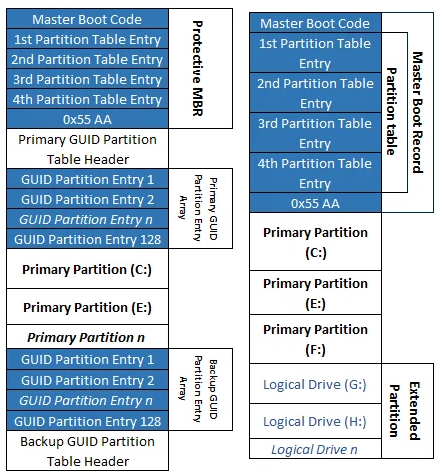 Master Boot Code
1st Partition Table Entry
2nd Partition Table Entry
3rd Partition Table Entry
4th Partition Table Entry
0x55 AA
Protective MBR
Primary GUID Partition
Table Header
GUID Partition Entry 1
GUID Partition Entry 2
GUID Partition Entry n
GUID Partition Entry 128
Primary GUID
Partition Entry
Array
Primary Partition (C:)
Primary Partition (E:)
Primary Partition n
GUID Partition Entry 1
GUID Partition Entry 2
GUID Partition Entry n
GUID Partition Entry 128
Backup GUID
Partition Entry
Array
Backup GUID Partition
Table Header
Master Boot Code
1st Partition Table
Entry
2nd Partition Table
Entry
3rd Partition Table
Entry
4th Partition Table
Entry
0x55 AA
Partition table
Master Boot Record
Primary Partition
(C:)
Primary Partition
(E:)
Primary Partition
(F:)
Logical Drive (G:)
Logical Drive (H:)
Logical Drive n
Extended
Partition